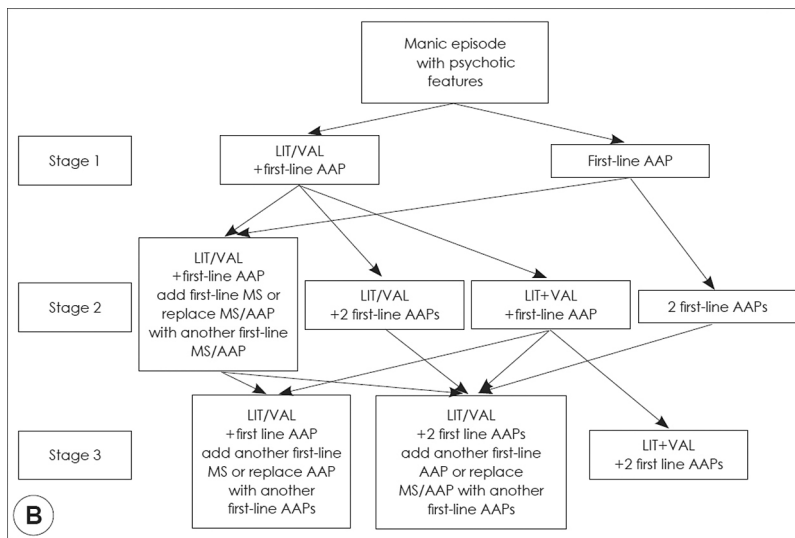 Manic episode
with psychotic
features
Stage 1
LIT/VAL
+first-line AAP
First-line AAP
Stage 2
LIT/VAL
+first-line AAP
add first-line MS or
replace MS/AAP
with another first-line
MS/AAP
LIT/VAL
+2 first-line AAPs
LIT+VAL
+first-line AAP
2 first-line AAPs
Stage 3
LIT/VAL
+first line AAP
add another first-line
MS or replace AAP
with another
first-line AAPs
LIT/VAL
+2 first line AAPs
add another first-line
AAP or replace
MS/AAP with another
first-line AAPs
LIT+VAL
+2 first line AAPs
B